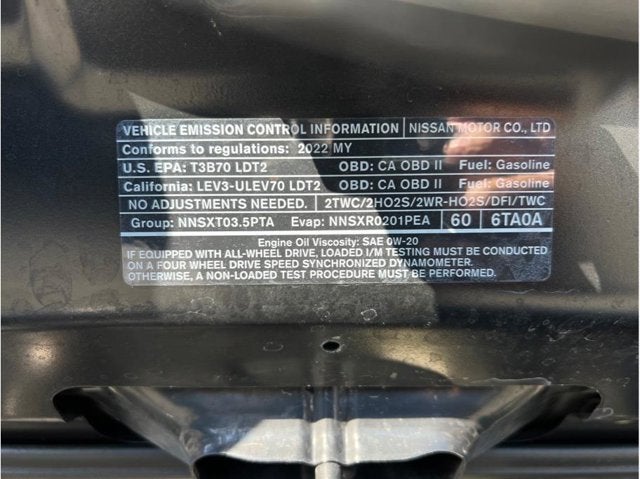 VEHICLE EMISSION CONTROL INFORMATION NISSAN MOTOR CO., LTD
Conforms to regulations: 2022 MY
U.S. EPA: T3B70 LDT2 OBD: CA OBD II Fuel: Gasoline
California: LEV3-ULEV70 LDT2 OBD: CA OBD II Fuel: Gasoline
NO ADJUSTMENTS NEEDED. 2TWC/2HO2S/2WR-HO2S/DFI/TWC
Group: NNSXT03.5PTA Evap: NNSXR0201PEA 60 6TA0A
Engine Oil Viscosity: SAE 0W-20
IF EQUIPPED WITH ALL-WHEEL DRIVE, LOADED I/M TESTING MUST BE CONDUCTED
ON A FOUR WHEEL DRIVE SPEED SYNCHRONIZED DYNAMOMETER.
OTHERWISE, A NON-LOADED TEST PROCEDURE MUST BE PERFORMED.